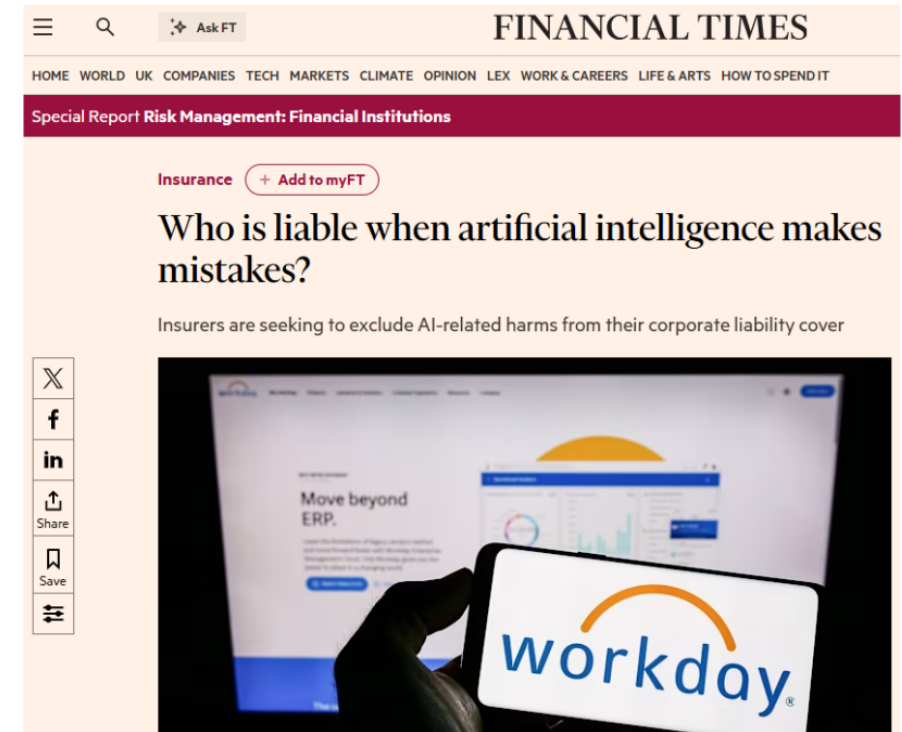 Ask FT
FINANCIAL TIMES
HOME WORLD UK COMPANIES TECH MARKETS CLIMATE OPINION LEX WORK & CAREERS LIFE & ARTS HOW TO SPEND IT
Special Report Risk Management: Financial Institutions
Insurance + Add to myFT
Who is liable when artificial intelligence makes
mistakes?
Insurers are seeking to exclude AI-related harms from their corporate liability cover
X
f
in
Share
Save
workday
Move beyond
ERP.
workday®